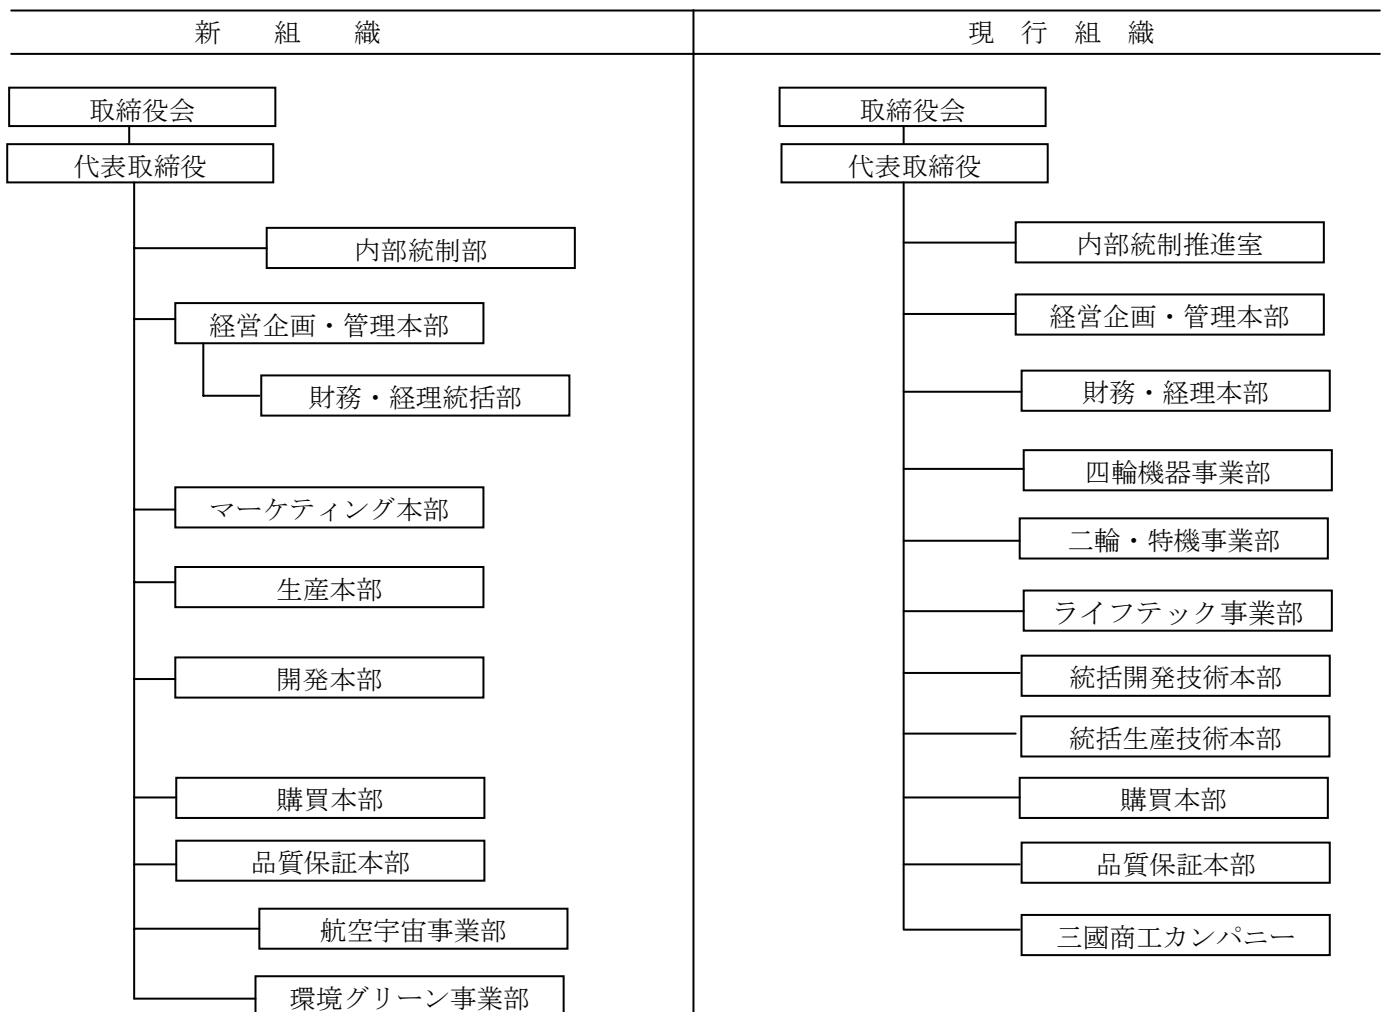 新 組 織
取締役会
代表取締役
内部統制部
経営企画・管理本部
財務・経理統括部
マーケティング本部
生産本部
開発本部
購買本部
品質保証本部
航空宇宙事業部
環境グリーン事業部
現 行 組 織
取締役会
代表取締役
内部統制推進室
経営企画・管理本部
財務・経理本部
四輪機器事業部
二輪・特機事業部
ライフテック事業部
統括開発技術本部
統括生産技術本部
購買本部
品質保証本部
三國商工カンパニー